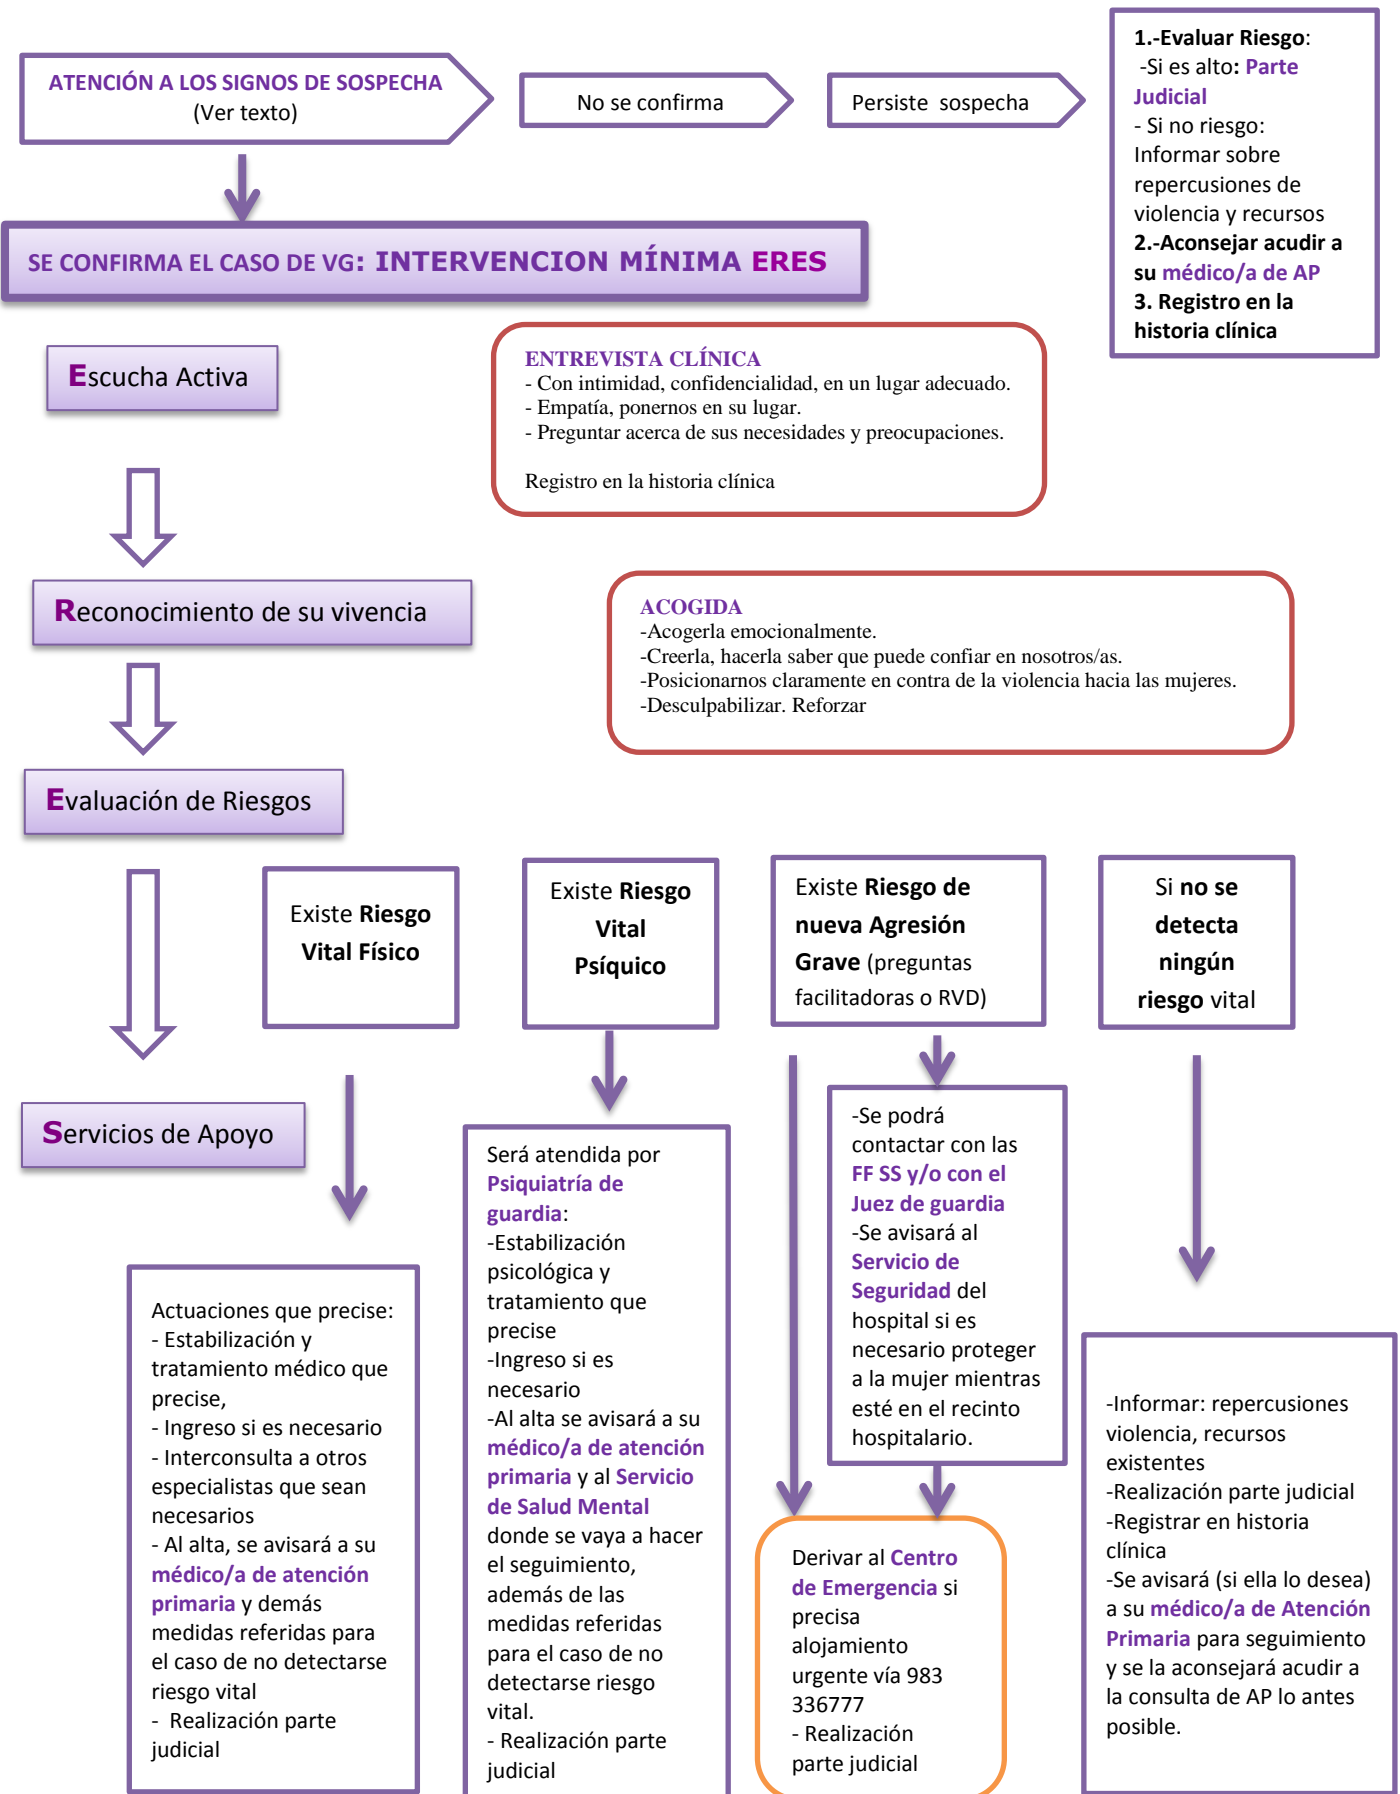 ATENCIÓN A LOS SIGNOS DE SOSPECHA
(Ver texto)
No se confirma
Persiste sospecha
1.-Evaluar Riesgo:
-Si es alto: Parte
Judicial
- Si no riesgo:
Informar sobre
repercusiones de
violencia y recursos
2.-Aconsejar acudir a
su médico/a de AP
3. Registro en la
historia clínica
SE CONFIRMA EL CASO DE VG: INTERVENCION MÍNIMA ERES
Escucha Activa
ENTREVISTA CLÍNICA
- Con intimidad, confidencialidad, en un lugar adecuado.
- Empatía, ponernos en su lugar.
- Preguntar acerca de sus necesidades y preocupaciones.
Registro en la historia clínica
Reconocimiento de su vivencia
ACOGIDA
-Acogerla emocionalmente.
-Creerla, hacerla saber que puede confiar en nosotros/as.
-Posicionarnos claramente en contra de la violencia hacia las mujeres.
-Desculpabilizar. Reforzar
Evaluación de Riesgos
Existe Riesgo
Vital Físico
Existe Riesgo
Vital
Psíquico
Existe Riesgo de
nueva Agresión
Grave (preguntas
facilitadoras o RVD)
Si no se
detecta
ningún
riesgo vital
Servicios de Apoyo
Actuaciones que precise:
- Estabilización y
tratamiento médico que
precise,
- Ingreso si es necesario
- Interconsulta a otros
especialistas que sean
necesarios
- Al alta, se avisará a su
médico/a de atención
primaria y demás
medidas referidas para
el caso de no detectarse
riesgo vital
- Realización parte
judicial
Será atendida por
Psiquiatría de
guardia:
-Estabilización
psicológica y
tratamiento que
precise
-Ingreso si es
necesario
-Al alta se avisará a su
médico/a de atención
primaria y al Servicio
de Salud Mental
donde se vaya a hacer
el seguimiento,
además de las
medidas referidas
para el caso de no
detectarse riesgo
vital.
- Realización parte
judicial
-Se podrá
contactar con las
FF SS y/o con el
Juez de guardia
-Se avisará al
Servicio de
Seguridad del
hospital si es
necesario proteger
a la mujer mientras
esté en el recinto
hospitalario.
Derivar al Centro
de Emergencia si
precisa
alojamiento
urgente vía 983
336777
- Realización
parte judicial
-Informar: repercusiones
violencia, recursos
existentes
-Realización parte judicial
-Registrar en historia
clínica
-Se avisará (si ella lo desea)
a su médico/a de Atención
Primaria para seguimiento
y se la aconsejará acudir a
la consulta de AP lo antes
posible.